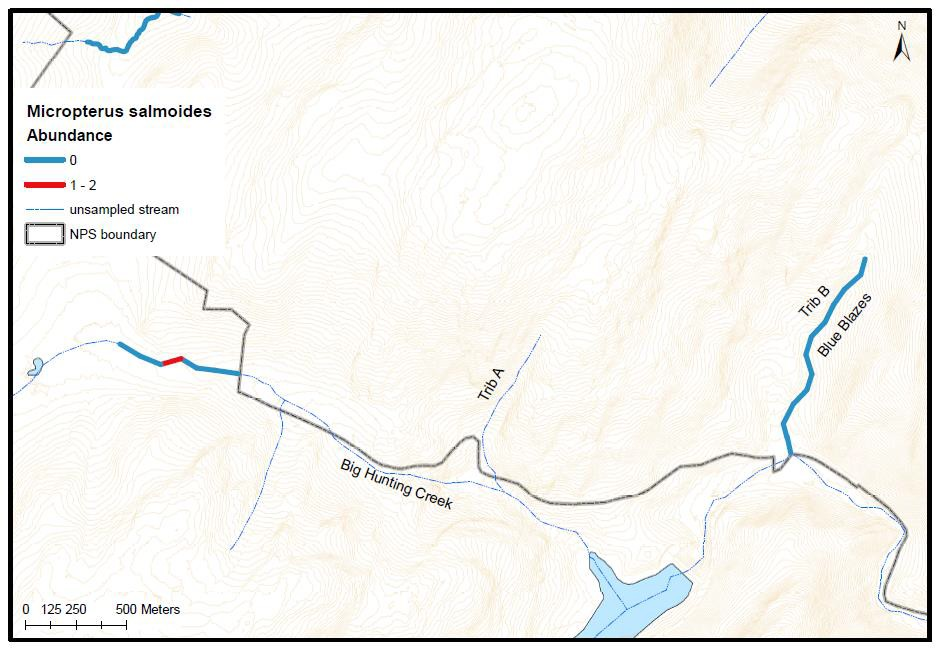 N
Micropterus salmoides
Abundance
0
1 - 2
unsampled stream
NPS boundary
Trib B
Blue Blazes
Trib A
Big Hunting Creek
0 125 250 500 Meters